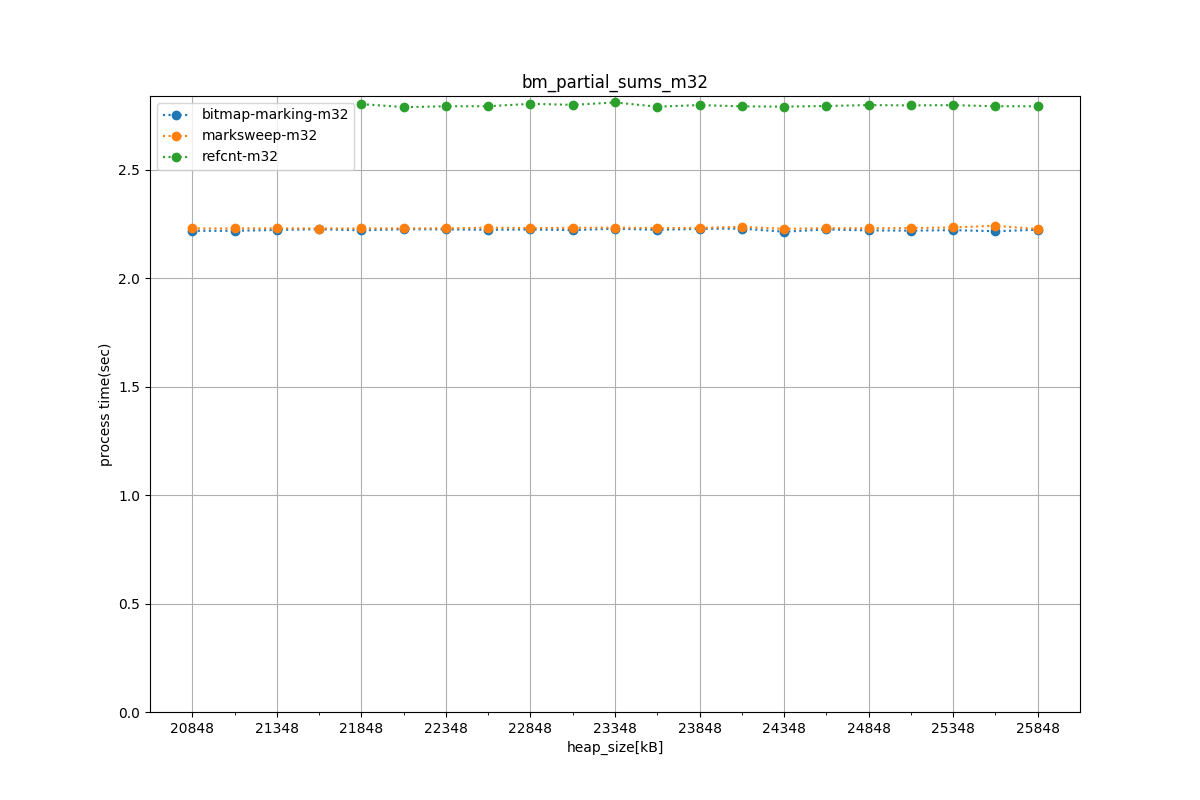 bm_partial_sums_m32
bitmap-marking-m32
marksweep-m32
refcnt-m32
2.5
2.0
1.5
1.0
0.5
0.0
process time(sec)
20848 21348 21848 22348 22848 23348 23848 24348 24848 25348 25848
heap_size[kB]